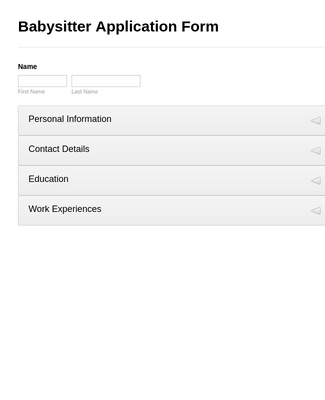 Babysitter Application Form
Name
First Name Last Name
Personal Information
Contact Details
Education
Work Experiences